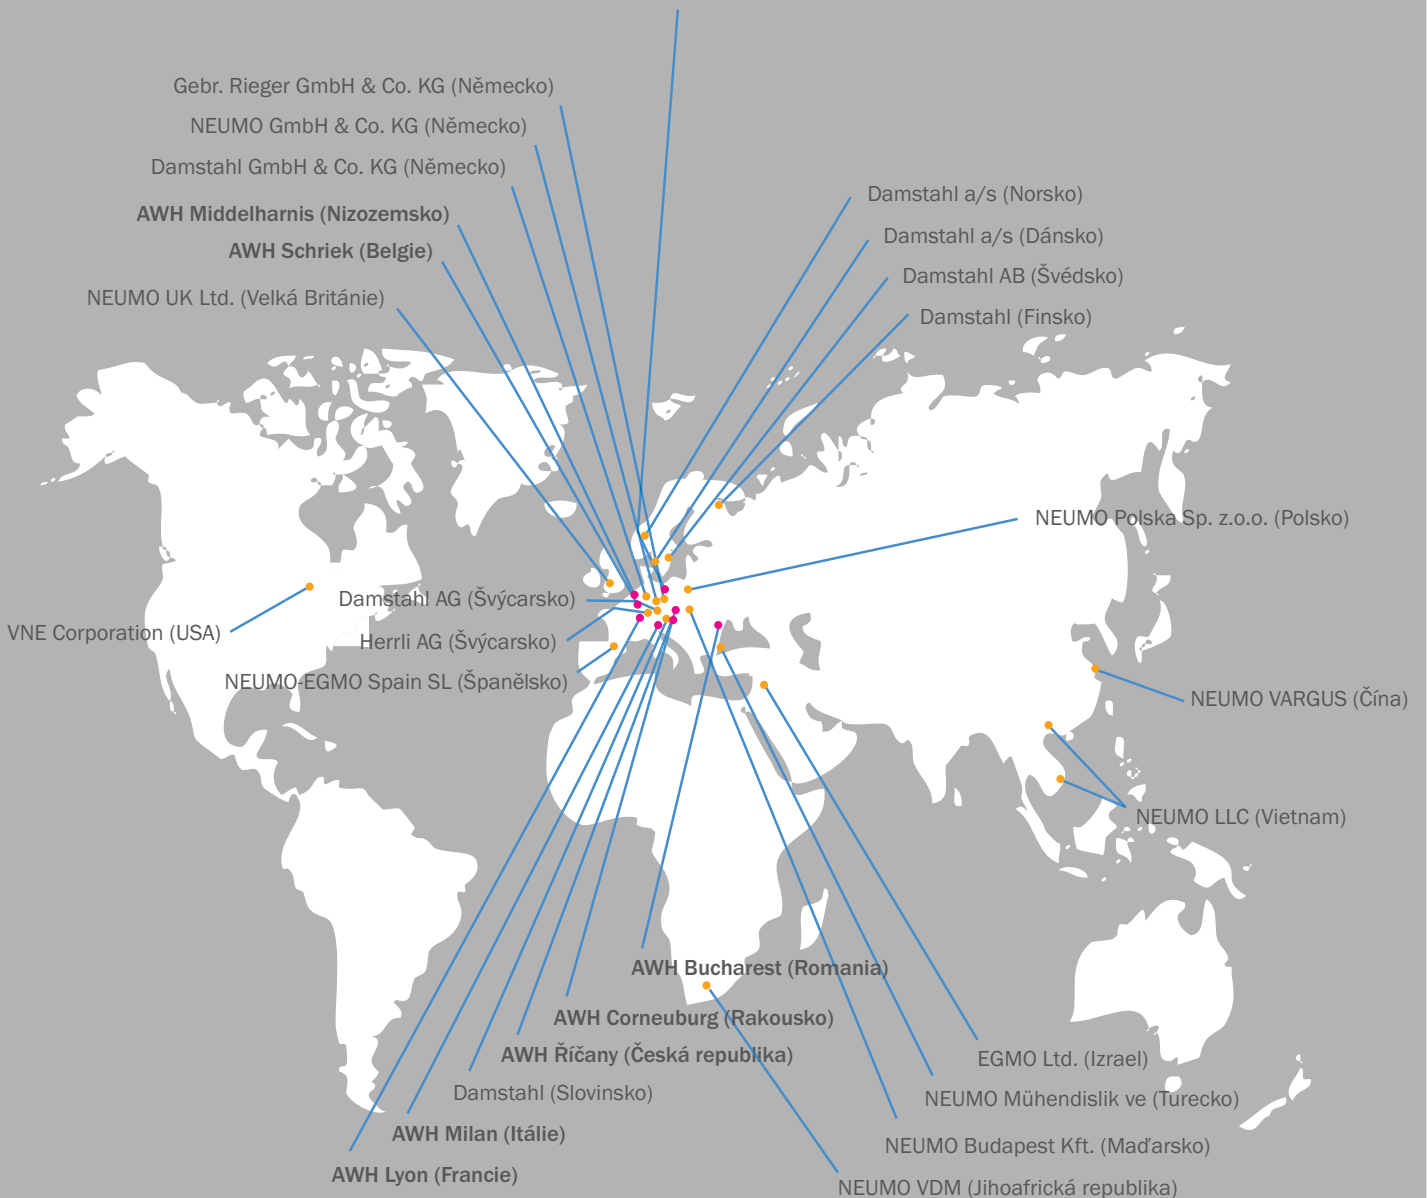 Gebr. Rieger GmbH & Co. KG (Německo)
NEUMO GmbH & Co. KG (Německo)
Damstahl GmbH & Co. KG (Německo)
AWH Middelharnis (Nizozemsko)
AWH Schriek (Belgie)
NEUMO UK Ltd. (Velká Británie)
Damstahl a/s (Norsko)
Damstahl a/s (Dánsko)
Damstahl AB (Švédsko)
Damstahl (Finsko)
NEUMO Polska Sp. z.o.o. (Polsko)
Damstahl AG (Švýcarsko)
VNE Corporation (USA)
Herrli AG (Švýcarsko)
NEUMO-EGMO Spain SL (Španělsko)
NEUMO VARGUS (Čína)
NEUMO LLC (Vietnam)
AWH Bucharest (Romania)
AWH Corneuburg (Rakousko)
AWH Říčany (Česká republika)
Damstahl (Slovinsko)
AWH Milan (Itálie)
AWH Lyon (Francie)
EGMO Ltd. (Izrael)
NEUMO Mühendislik ve (Turecko)
NEUMO Budapest Kft. (Maďarsko)
NEUMO VDM (Jihoafrická republika)